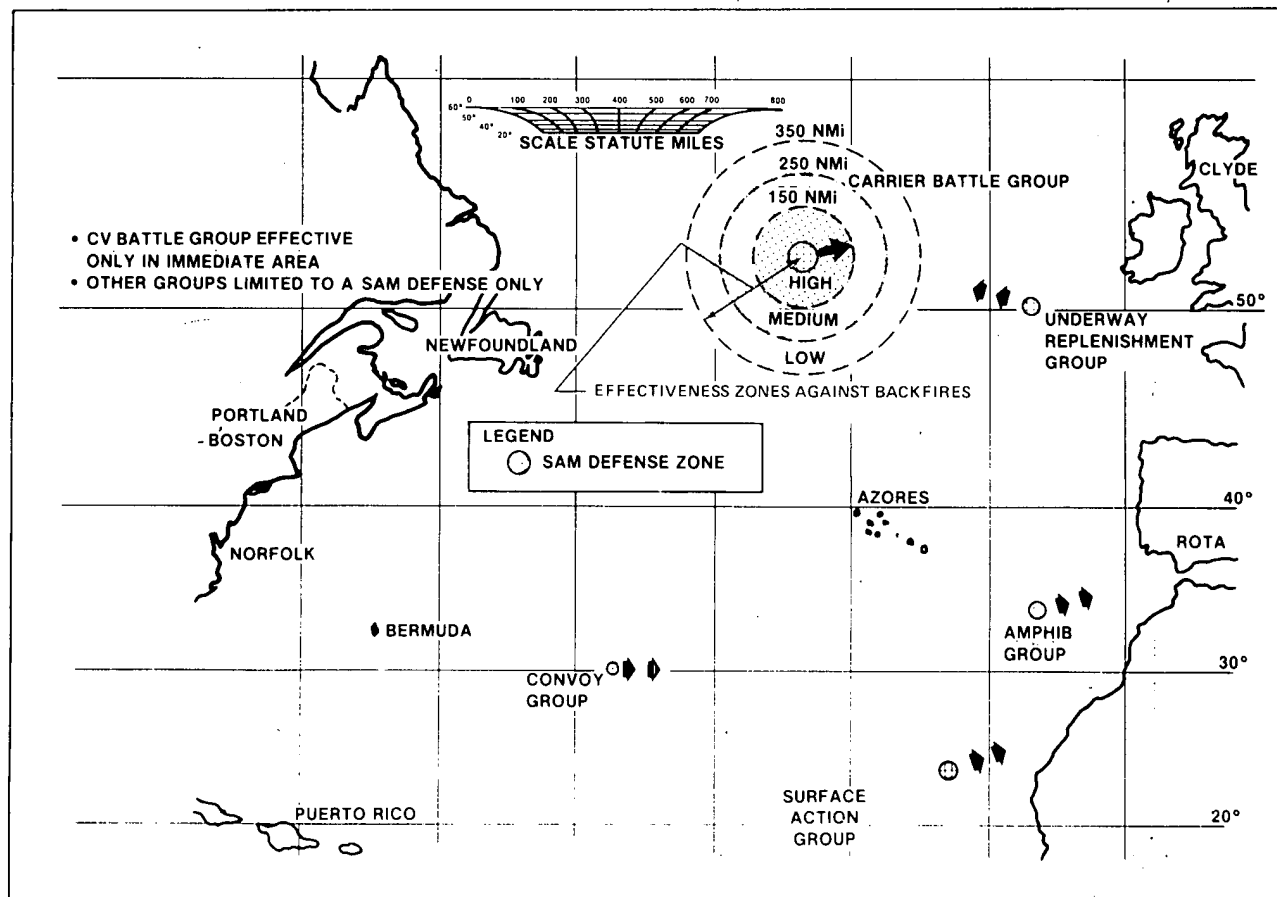 0 100 200 300 400 500 600 700 800
60°
50°
40°
20°
SCALE STATUTE MILES
350 NMi
250 NMi
CARRIER BATTLE GROUP
150 NMi
HIGH
MEDIUM
LOW
CLYDE
• CV BATTLE GROUP EFFECTIVE
ONLY IN IMMEDIATE AREA
• OTHER GROUPS LIMITED TO A SAM DEFENSE ONLY
50°
UNDERWAY
REPLENISHMENT
GROUP
NEWFOUNDLAND
EFFECTIVENESS ZONES AGAINST BACKFIRES
PORTLAND
-BOSTON
LEGEND
SAM DEFENSE ZONE
AZORES
40°
NORFOLK
ROTA
BERMUDA
AMPHIB
GROUP
30°
CONVOY
GROUP
SURFACE
ACTION
GROUP
PUERTO RICO
20°